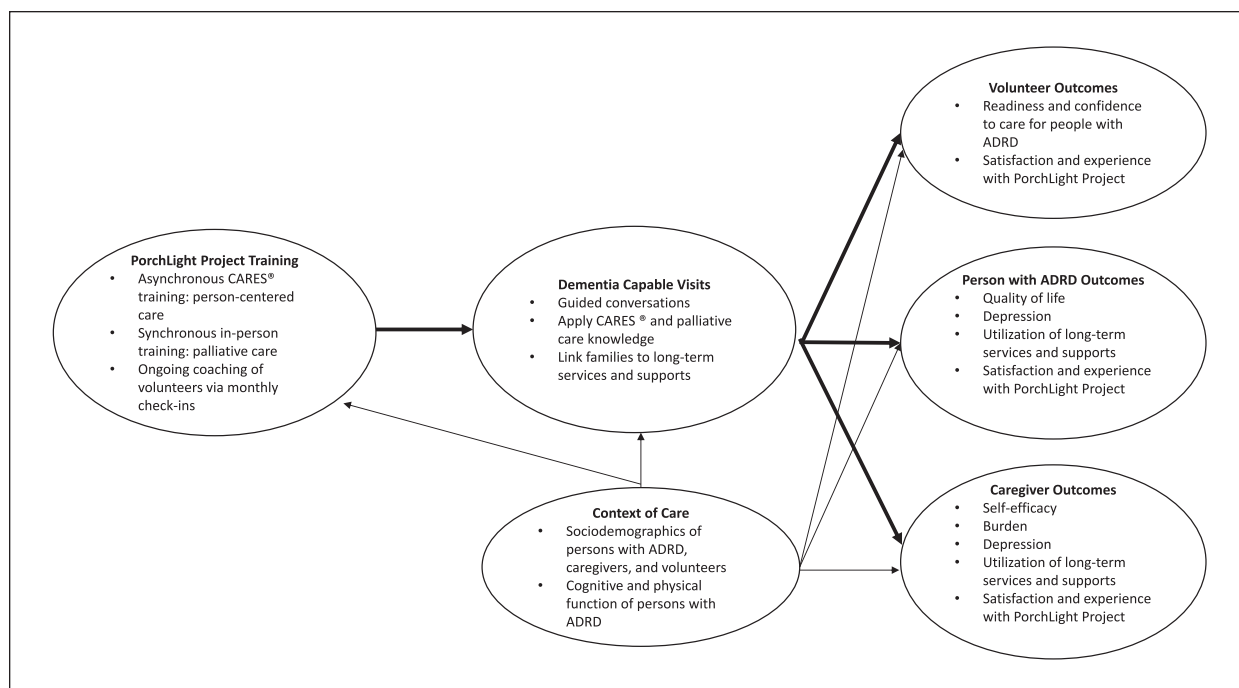 PorchLight Project Training
• Asynchronous CARES®
training: person-centered
care
• Synchronous in-person
training: palliative care
• Ongoing coaching of
volunteers via monthly
check-ins
Dementia Capable Visits
• Guided conversations
• Apply CARES ® and palliative
care knowledge
• Link families to long-term
services and supports
Context of Care
• Sociodemographics of
persons with ADRD,
caregivers, and volunteers
• Cognitive and physical
function of persons with
ADRD
Volunteer Outcomes
• Readiness and confidence
to care for people with
ADRD
• Satisfaction and experience
with PorchLight Project
Person with ADRD Outcomes
• Quality of life
• Depression
• Utilization of long-term
services and supports
• Satisfaction and experience
with PorchLight Project
Caregiver Outcomes
• Self-efficacy
• Burden
• Depression
• Utilization of long-term
services and supports
• Satisfaction and experience
with PorchLight Project